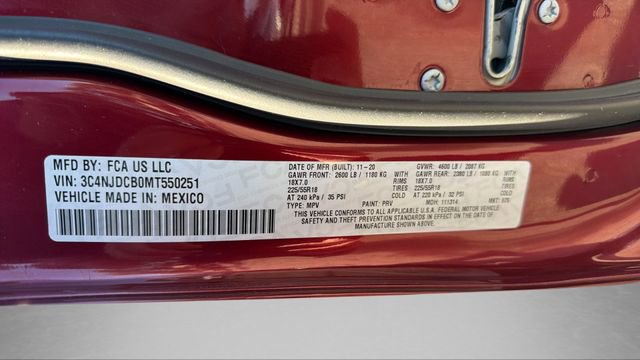 MFD BY: FCA US LLC
VIN: 3C4NJDCB0MT550251
VEHICLE MADE IN: MEXICO
DATE OF MFR (BUILT): 11-20 GVWR: 4600 LB / 2087 KG
GAWR FRONT: 2600 LB / 1180 KG WITH GAWR REAR: 2380 LB / 1080 KG WITH
18X7.0 RIMS 18X7.0 RIMS
225/55R18 TIRES 225/55R18 TIRES
AT 240 kPa / 35 PSI COLD AT 220 kPa / 32 PSI COLD
TYPE: MPV PAINT: PRV MDH: 111314 MKT:
THIS VEHICLE CONFORMS TO ALL APPLICABLE U.S.A. FEDERAL MOTOR VEHICLE
SAFETY AND THEFT PREVENTION STANDARDS IN EFFECT ON THE DATE OF
MANUFACTURE SHOWN ABOVE.